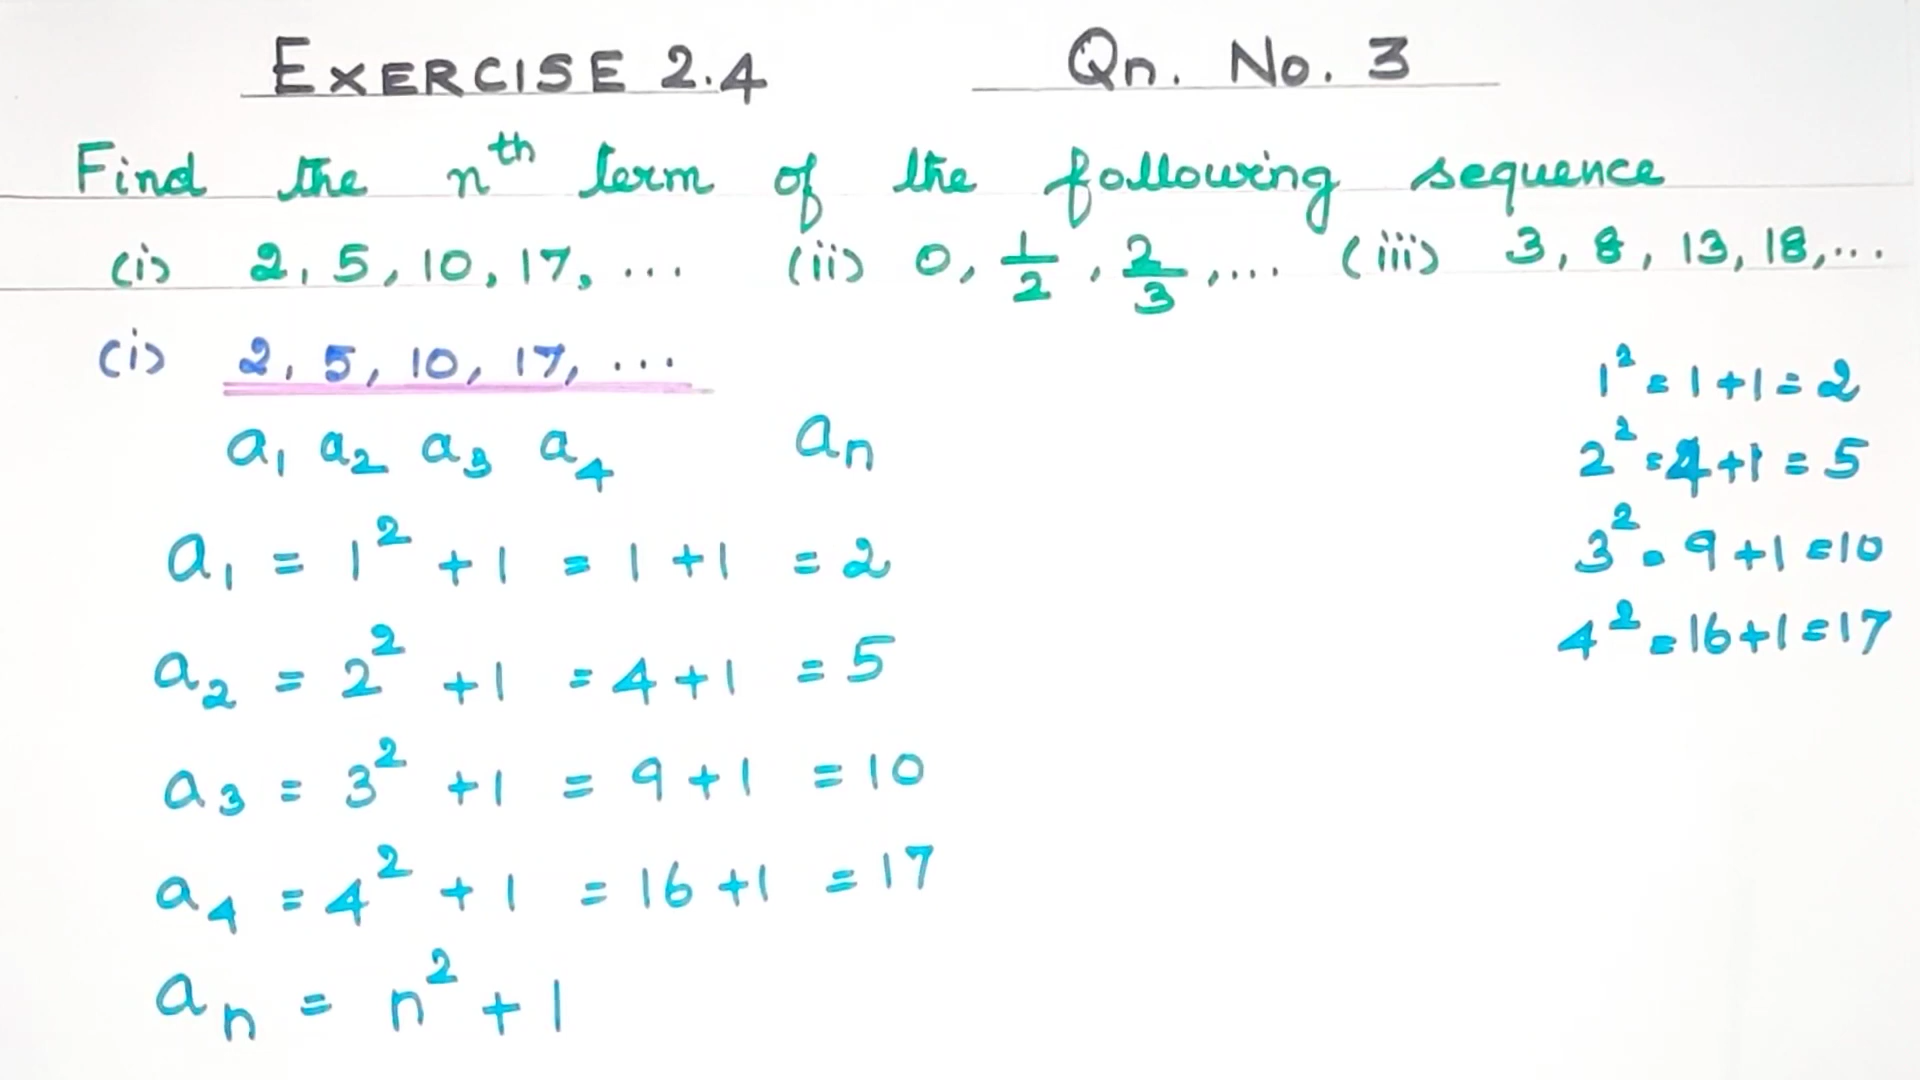 EXERCISE 2.4 Qn. No. 3
Find the nth term of the following sequence
(i) 2, 5, 10, 17, ... (ii) 0, 1/2, 2/3, ... (iii) 3, 8, 13, 18, ...
(i) 2, 5, 10, 17, ...
a₁ a₂ a₃ a₄ aₙ
a₁ = 1² + 1 = 1 + 1 = 2
a₂ = 2² + 1 = 4 + 1 = 5
a₃ = 3² + 1 = 9 + 1 = 10
a₄ = 4² + 1 = 16 + 1 = 17
aₙ = n² + 1
1² = 1 + 1 = 2
2² = 4 + 1 = 5
3² = 9 + 1 = 10
4² = 16 + 1 = 17